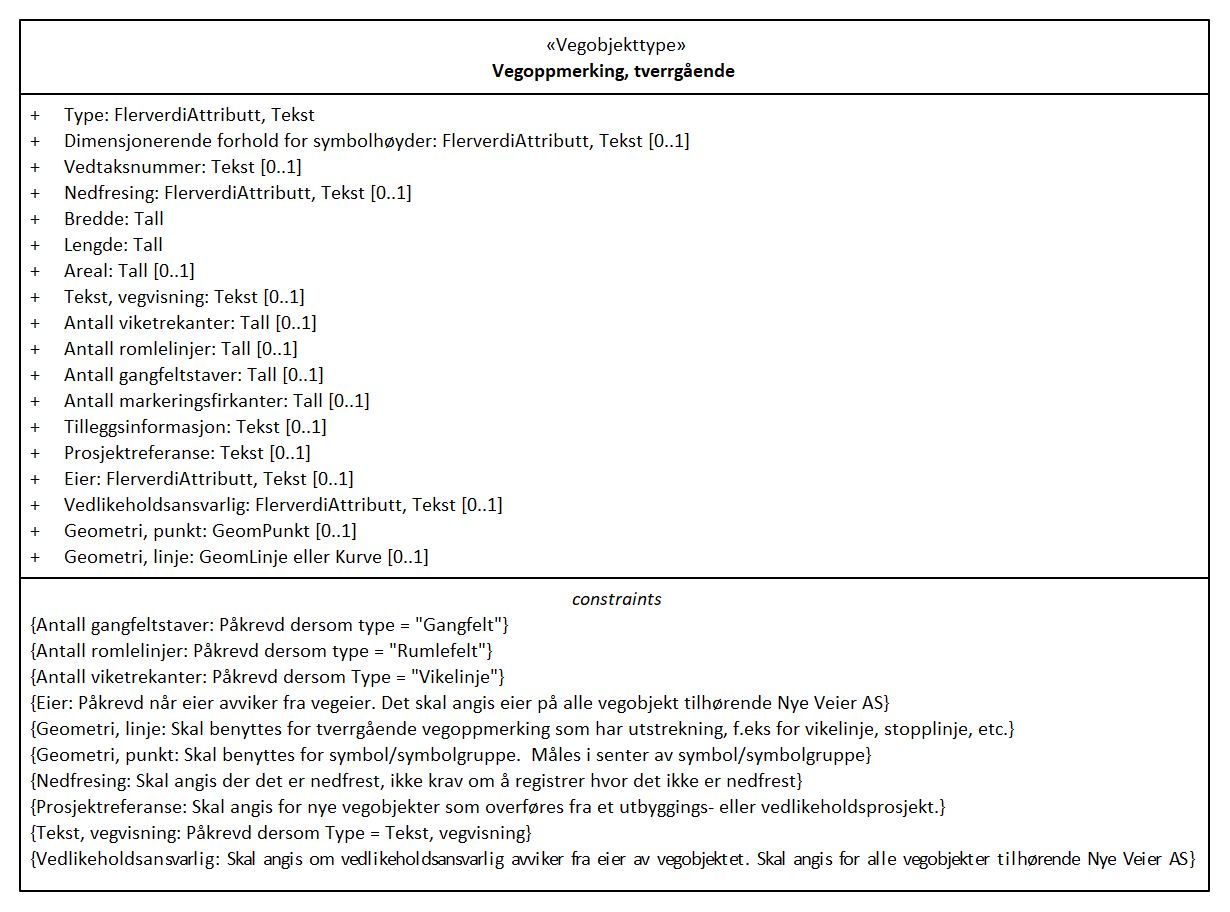 «Vegobjekttype»
Vegoppmerking, tverrgående
+ Type: FlerverdiAttributt, Tekst
+ Dimensjonerende forhold for symbolhøyder: FlerverdiAttributt, Tekst [0..1]
+ Vedtaksnummer: Tekst [0..1]
+ Nedfresing: FlerverdiAttributt, Tekst [0..1]
+ Bredde: Tall
+ Lengde: Tall
+ Areal: Tall [0..1]
+ Tekst, vegvisning: Tekst [0..1]
+ Antall viketrekanter: Tall [0..1]
+ Antall romlelinjer: Tall [0..1]
+ Antall gangfeltstaver: Tall [0..1]
+ Antall markeringsfirkanter: Tall [0..1]
+ Tilleggsinformasjon: Tekst [0..1]
+ Prosjektreferanse: Tekst [0..1]
+ Eier: FlerverdiAttributt, Tekst [0..1]
+ Vedlikeholdsansvarlig: FlerverdiAttributt, Tekst [0..1]
+ Geometri, punkt: GeomPunkt [0..1]
+ Geometri, linje: GeomLinje eller Kurve [0..1]
constraints
{Antall gangfeltstaver: Påkrevd dersom type = "Gangfelt"}
{Antall romlelinjer: Påkrevd dersom type = "Rumlefelt"}
{Antall viketrekanter: Påkrevd dersom Type = "Vikelinje"}
{Eier: Påkrevd når eier avviker fra vegeier. Det skal angis eier på alle vegobjekt tilhørende Nye Veier AS}
{Geometri, linje: Skal benyttes for tverrgående vegoppmerking som har utstrekning, f.eks for vikelinje, stopplinje, etc.}
{Geometri, punkt: Skal benyttes for symbol/symbolgruppe.  Måles i senter av symbol/symbolgruppe}
{Nedfresing: Skal angis der det er nedfrest, ikke krav om å registrer hvor det ikke er nedfrest}
{Prosjektreferanse: Skal angis for nye vegobjekter som overføres fra et utbyggings- eller vedlikeholdsprosjekt.}
{Tekst, vegvisning: Påkrevd dersom Type = Tekst, vegvisning}
{Vedlikeholdsansvarlig: Skal angis om vedlikeholdsansvarlig avviker fra eier av vegobjektet. Skal angis for alle vegobjekter tilhørende Nye Veier AS}